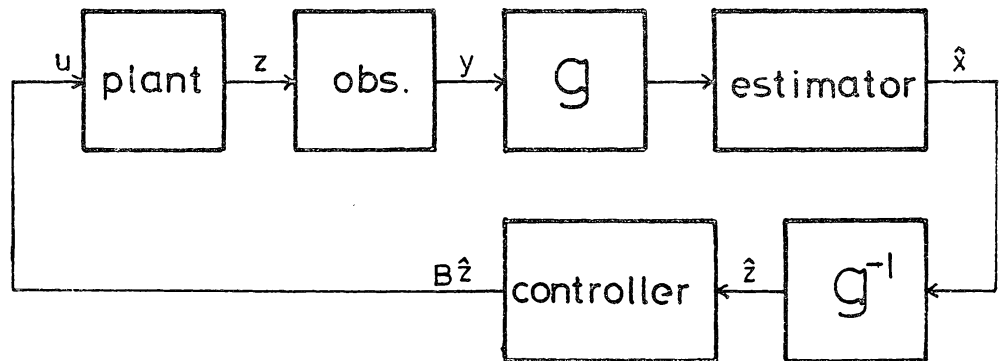 u
plant
z
obs.
y
g
estimator
x̂
Bẑ
controller
ẑ
g⁻¹